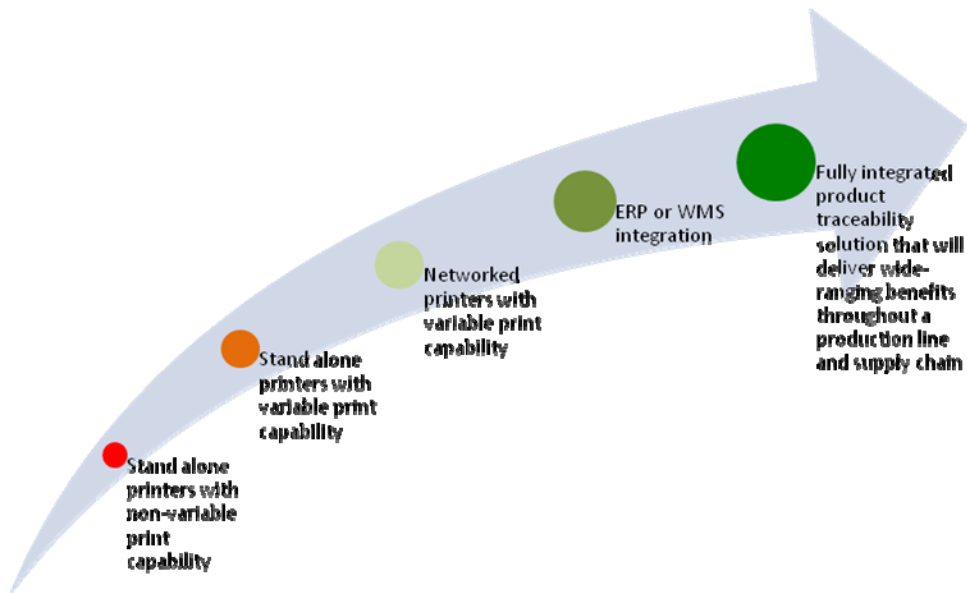 Stand alone
printers with
non-variable
print
capability
Stand alone
printers with
variable print
capability
Networked
printers with
variable print
capability
ERP or WMS
integration
Fully integrated
product
traceability
solution that will
deliver wide-
ranging benefits
throughout a
production line
and supply chain